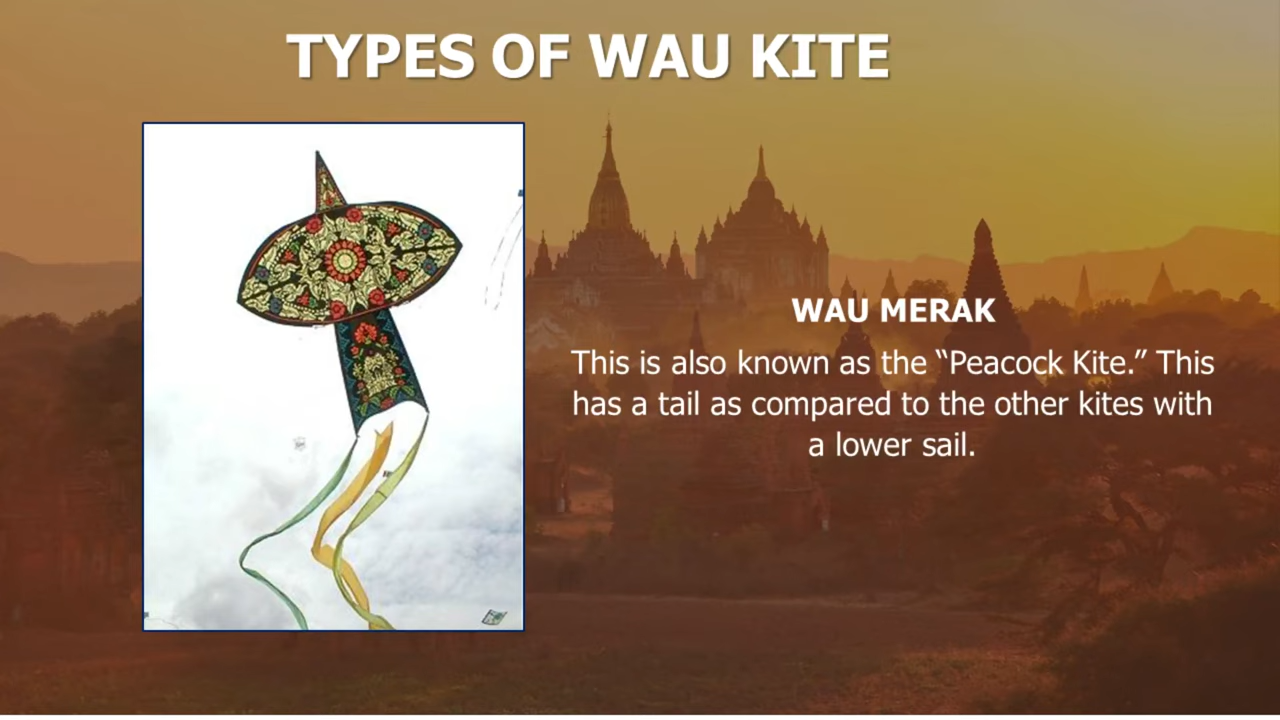 TYPES OF WAU KITE
WAU MERAK
This is also known as the “Peacock Kite.” This
has a tail as compared to the other kites with
a lower sail.